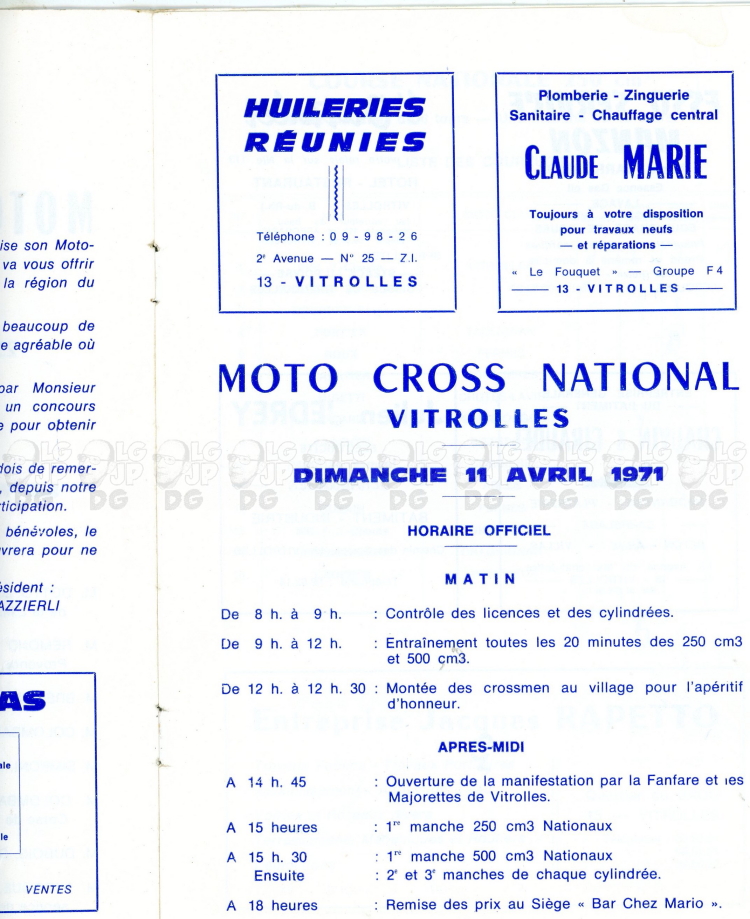 ise son Moto-
va vous offrir
la région du
beaucoup de
e agréable où
par Monsieur
un concours
e pour obtenir
dois de remer-
, depuis notre
ticipation.
bénévoles, le
vrera pour ne
ésident :
AZZIERLI
AS
ale
le
VENTES
HUILERIES
RÉUNIES
Téléphone : 09-98-26
2e Avenue — N° 25 — Z.I.
13 - VITROLLES
Plomberie - Zinguerie
Sanitaire - Chauffage central
CLAUDE MARIE
Toujours à votre disposition
pour travaux neufs
— et réparations —
« Le Fouquet » — Groupe F4
13 - VITROLLES
MOTO CROSS NATIONAL
VITROLLES
DIMANCHE 11 AVRIL 1971
HORAIRE OFFICIEL
MATIN
De 8 h. à 9 h. : Contrôle des licences et des cylindrées.
De 9 h. à 12 h. : Entraînement toutes les 20 minutes des 250 cm3
et 500 cm3.
De 12 h. à 12 h. 30 : Montée des crossmen au village pour l'apéritif
d'honneur.
APRES-MIDI
A 14 h. 45 : Ouverture de la manifestation par la Fanfare et les
Majorettes de Vitrolles.
A 15 heures : 1re manche 250 cm3 Nationaux
A 15 h. 30 : 1re manche 500 cm3 Nationaux
Ensuite : 2e et 3e manches de chaque cylindrée.
A 18 heures : Remise des prix au Siège « Bar Chez Mario ».
LG JP DG